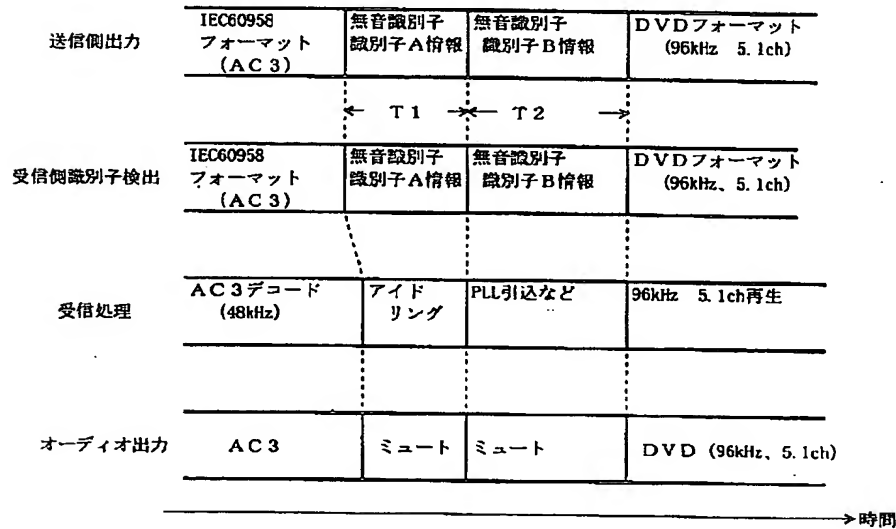 送信側出力
IEC60958
フォーマット
(AC3)
無音識別子
識別子A情報
無音識別子
識別子B情報
DVDフォーマット
(96kHz 5.1ch)
T1
T2
受信側識別子検出
IEC60958
フォーマット
(AC3)
無音識別子
識別子A情報
無音識別子
識別子B情報
DVDフォーマット
(96kHz、5.1ch)
受信処理
AC3デコード
(48kHz)
アイド
リング
PLL引込など
96kHz 5.1ch再生
オーディオ出力
AC3
ミュート
ミュート
DVD (96kHz、5.1ch)
時間